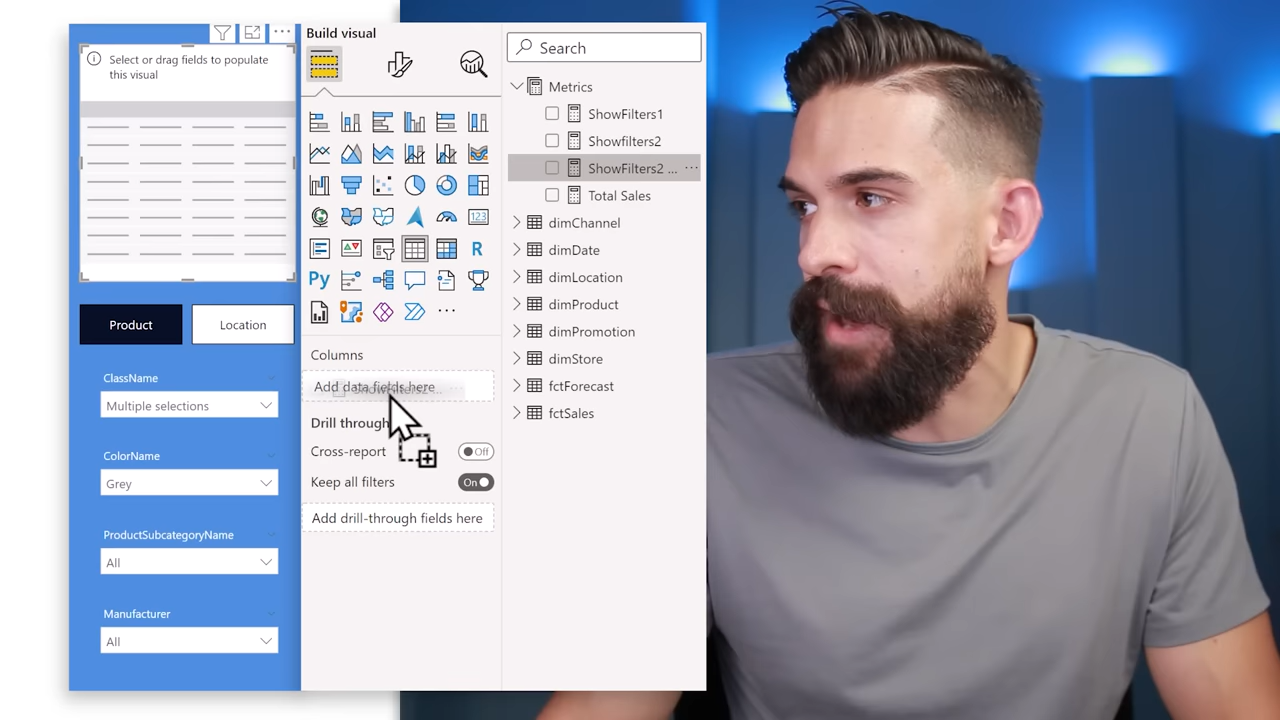 Select or drag fields to populate
this visual
Product
Location
ClassName
Multiple selections
ColorName
Grey
ProductSubcategoryName
All
Manufacturer
All
Build visual
123
R
Py
Columns
Add data fields here
ShowFilters2 ...
Drill through
Cross-report
Off
Keep all filters
On
Add drill-through fields here
Search
Metrics
ShowFilters1
Showfilters2
ShowFilters2 ...
Total Sales
dimChannel
dimDate
dimLocation
dimProduct
dimPromotion
dimStore
fctForecast
fctSales